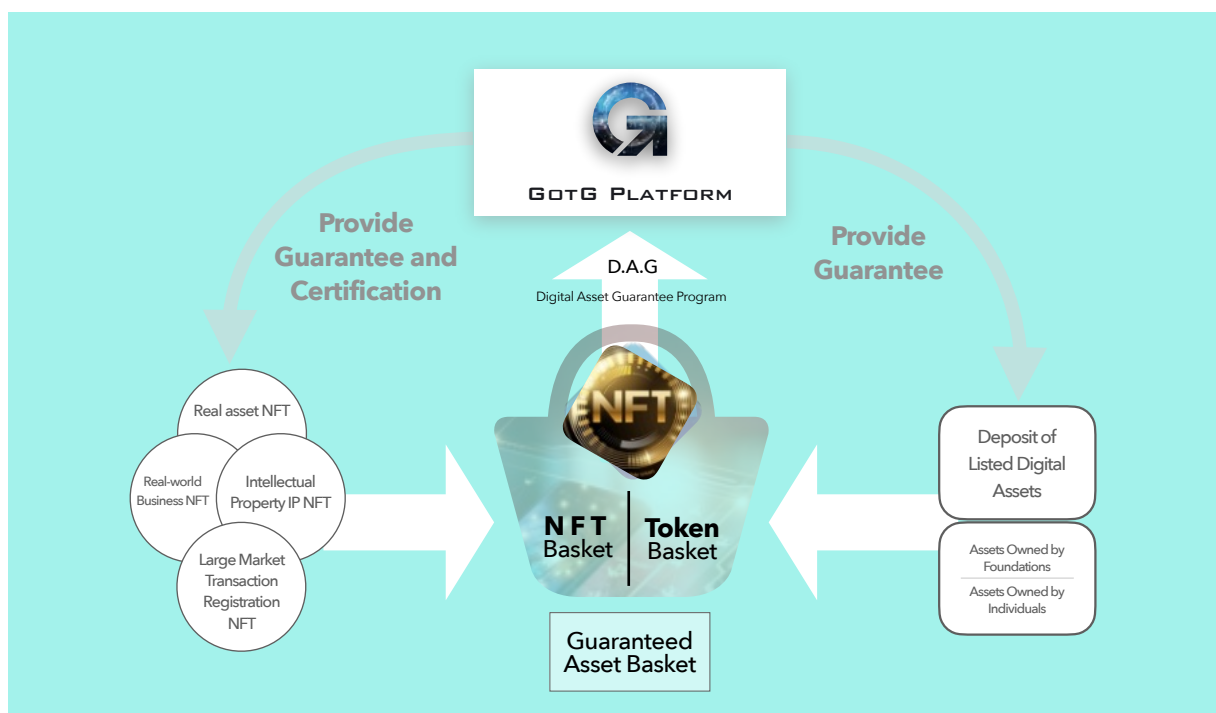 GOTG PLATFORM
Provide
Guarantee and
Certification
Provide
Guarantee
D.A.G
Digital Asset Guarantee Program
Real asset NFT
Real-world
Business NFT
Intellectual
Property IP NFT
Large Market
Transaction
Registration
NFT
NFT
NFT
Basket
Token
Basket
Guaranteed
Asset Basket
Deposit of
Listed Digital
Assets
Assets Owned by
Foundations
Assets Owned by
Individuals